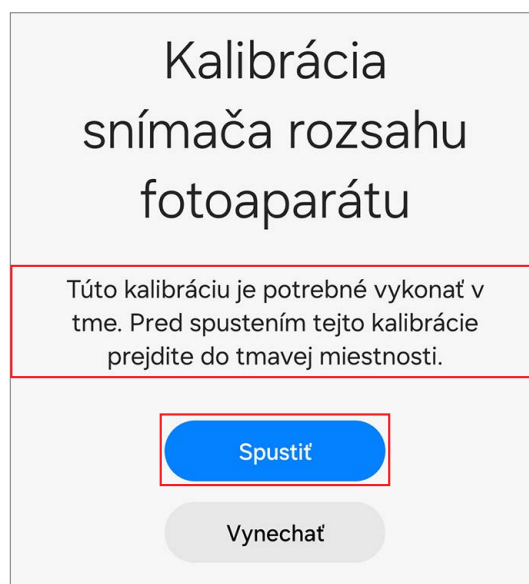 Kalibrácia
snímača rozsahu
fotoaparátu
Túto kalibráciu je potrebné vykonať v
tme. Pred spustením tejto kalibrácie
prejdite do tmavej miestnosti.
Spustiť
Vynechať